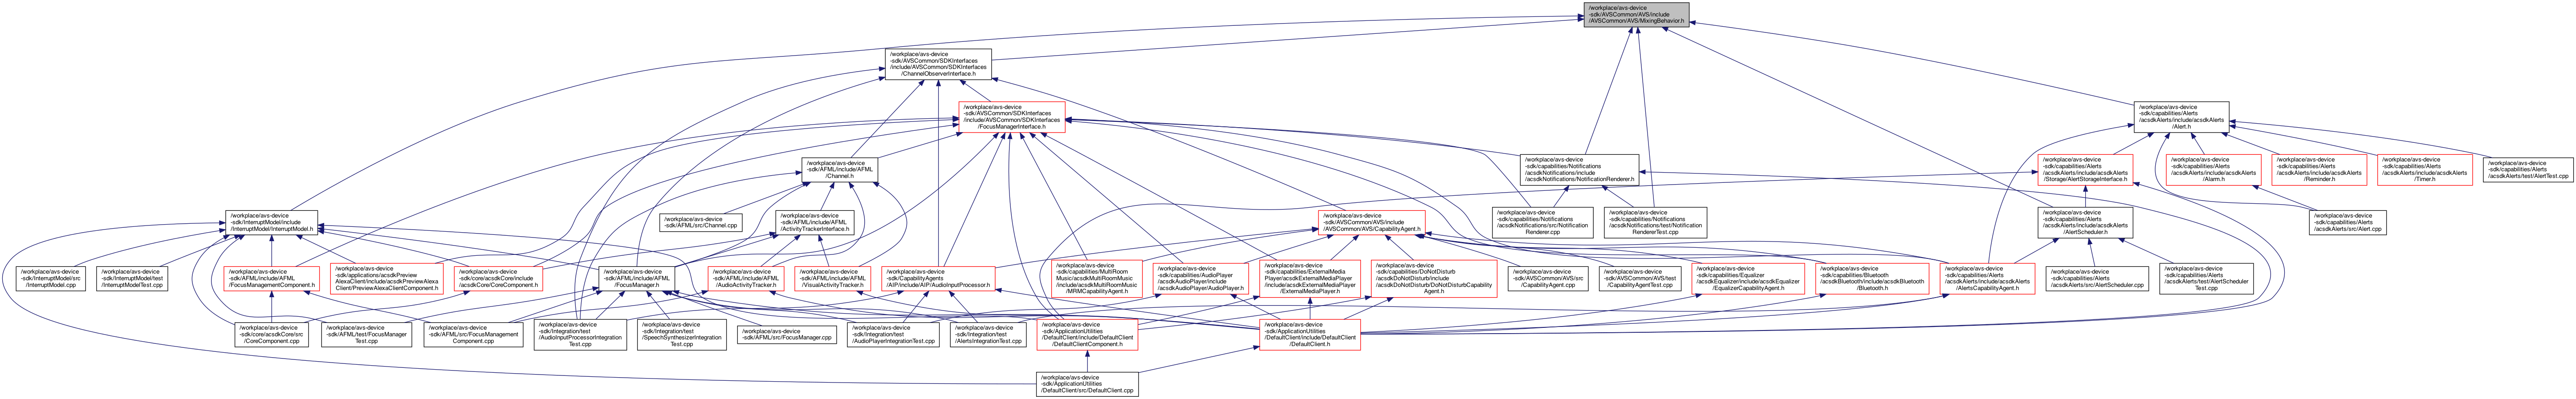 /workplace/avs-device
-sdk/AVSCommon/AVS/include
/AVSCommon/AVS/MixingBehavior.h
/workplace/avs-device
-sdk/AVSCommon/SDKInterfaces
/include/AVSCommon/SDKInterfaces
/ChannelObserverInterface.h
/workplace/avs-device
-sdk/AVSCommon/SDKInterfaces
/include/AVSCommon/SDKInterfaces
/FocusManagerInterface.h
/workplace/avs-device
-sdk/capabilities/Alerts
/acsdkAlerts/include/acsdkAlerts
/Alert.h
/workplace/avs-device
-sdk/AFML/include/AFML
/Channel.h
/workplace/avs-device
-sdk/capabilities/Notifications
/acsdkNotifications/include
/acsdkNotifications/NotificationRenderer.h
/workplace/avs-device
-sdk/capabilities/Alerts
/acsdkAlerts/include/acsdkAlerts
/Storage/AlertStorageInterface.h
/workplace/avs-device
-sdk/capabilities/Alerts
/acsdkAlerts/include/acsdkAlerts
/Alarm.h
/workplace/avs-device
-sdk/capabilities/Alerts
/acsdkAlerts/include/acsdkAlerts
/Reminder.h
/workplace/avs-device
-sdk/capabilities/Alerts
/acsdkAlerts/include/acsdkAlerts
/Timer.h
/workplace/avs-device
-sdk/capabilities/Alerts
/acsdkAlerts/test/AlertTest.cpp
/workplace/avs-device
-sdk/InterruptModel/include
/InterruptModel/InterruptModel.h
/workplace/avs-device
-sdk/AFML/src/Channel.cpp
/workplace/avs-device
-sdk/AFML/include/AFML
/ActivityTrackerInterface.h
/workplace/avs-device
-sdk/AVSCommon/AVS/include
/AVSCommon/AVS/CapabilityAgent.h
/workplace/avs-device
-sdk/capabilities/Notifications
/acsdkNotifications/src/Notification
Renderer.cpp
/workplace/avs-device
-sdk/capabilities/Notifications
/acsdkNotifications/test/Notification
RendererTest.cpp
/workplace/avs-device
-sdk/capabilities/Alerts
/acsdkAlerts/include/acsdkAlerts
/AlertScheduler.h
/workplace/avs-device
-sdk/capabilities/Alerts
/acsdkAlerts/src/Alert.cpp
/workplace/avs-device
-sdk/InterruptModel/src
/InterruptModel.cpp
/workplace/avs-device
-sdk/InterruptModel/test
/InterruptModelTest.cpp
/workplace/avs-device
-sdk/AFML/include/AFML
/FocusManagementComponent.h
/workplace/avs-device
-sdk/applications/acsdkPreview
AlexaClient/include/acsdkPreviewAlexa
Client/PreviewAlexaClientComponent.h
/workplace/avs-device
-sdk/core/acsdkCore/include
/acsdkCore/CoreComponent.h
/workplace/avs-device
-sdk/AFML/include/AFML
/FocusManager.h
/workplace/avs-device
-sdk/AFML/include/AFML
/AudioActivityTracker.h
/workplace/avs-device
-sdk/AFML/include/AFML
/VisualActivityTracker.h
/workplace/avs-device
-sdk/CapabilityAgents
/AIP/include/AIP/AudioInputProcessor.h
/workplace/avs-device
-sdk/capabilities/MultiRoom
Music/acsdkMultiRoomMusic
/include/acsdkMultiRoomMusic
/MRMCapabilityAgent.h
/workplace/avs-device
-sdk/capabilities/AudioPlayer
/acsdkAudioPlayer/include
/acsdkAudioPlayer/AudioPlayer.h
/workplace/avs-device
-sdk/capabilities/ExternalMedia
Player/acsdkExternalMediaPlayer
/include/acsdkExternalMediaPlayer
/ExternalMediaPlayer.h
/workplace/avs-device
-sdk/capabilities/DoNotDisturb
/acsdkDoNotDisturb/include
/acsdkDoNotDisturb/DoNotDisturbCapability
Agent.h
/workplace/avs-device
-sdk/AVSCommon/AVS/src
/CapabilityAgent.cpp
/workplace/avs-device
-sdk/AVSCommon/AVS/test
/CapabilityAgentTest.cpp
/workplace/avs-device
-sdk/capabilities/Equalizer
/acsdkEqualizer/include/acsdkEqualizer
/EqualizerCapabilityAgent.h
/workplace/avs-device
-sdk/capabilities/Bluetooth
/acsdkBluetooth/include/acsdkBluetooth
/Bluetooth.h
/workplace/avs-device
-sdk/capabilities/Alerts
/acsdkAlerts/include/acsdkAlerts
/AlertsCapabilityAgent.h
/workplace/avs-device
-sdk/capabilities/Alerts
/acsdkAlerts/src/AlertScheduler.cpp
/workplace/avs-device
-sdk/capabilities/Alerts
/acsdkAlerts/test/AlertScheduler
Test.cpp
/workplace/avs-device
-sdk/core/acsdkCore/src
/CoreComponent.cpp
/workplace/avs-device
-sdk/AFML/test/FocusManager
Test.cpp
/workplace/avs-device
-sdk/AFML/src/FocusManagement
Component.cpp
/workplace/avs-device
-sdk/Integration/test
/AudioInputProcessorIntegration
Test.cpp
/workplace/avs-device
-sdk/Integration/test
/SpeechSynthesizerIntegration
Test.cpp
/workplace/avs-device
-sdk/AFML/src/FocusManager.cpp
/workplace/avs-device
-sdk/Integration/test
/AudioPlayerIntegrationTest.cpp
/workplace/avs-device
-sdk/Integration/test
/AlertsIntegrationTest.cpp
/workplace/avs-device
-sdk/ApplicationUtilities
/DefaultClient/include/DefaultClient
/DefaultClientComponent.h
/workplace/avs-device
-sdk/ApplicationUtilities
/DefaultClient/include/DefaultClient
/DefaultClient.h
/workplace/avs-device
-sdk/ApplicationUtilities
/DefaultClient/src/DefaultClient.cpp